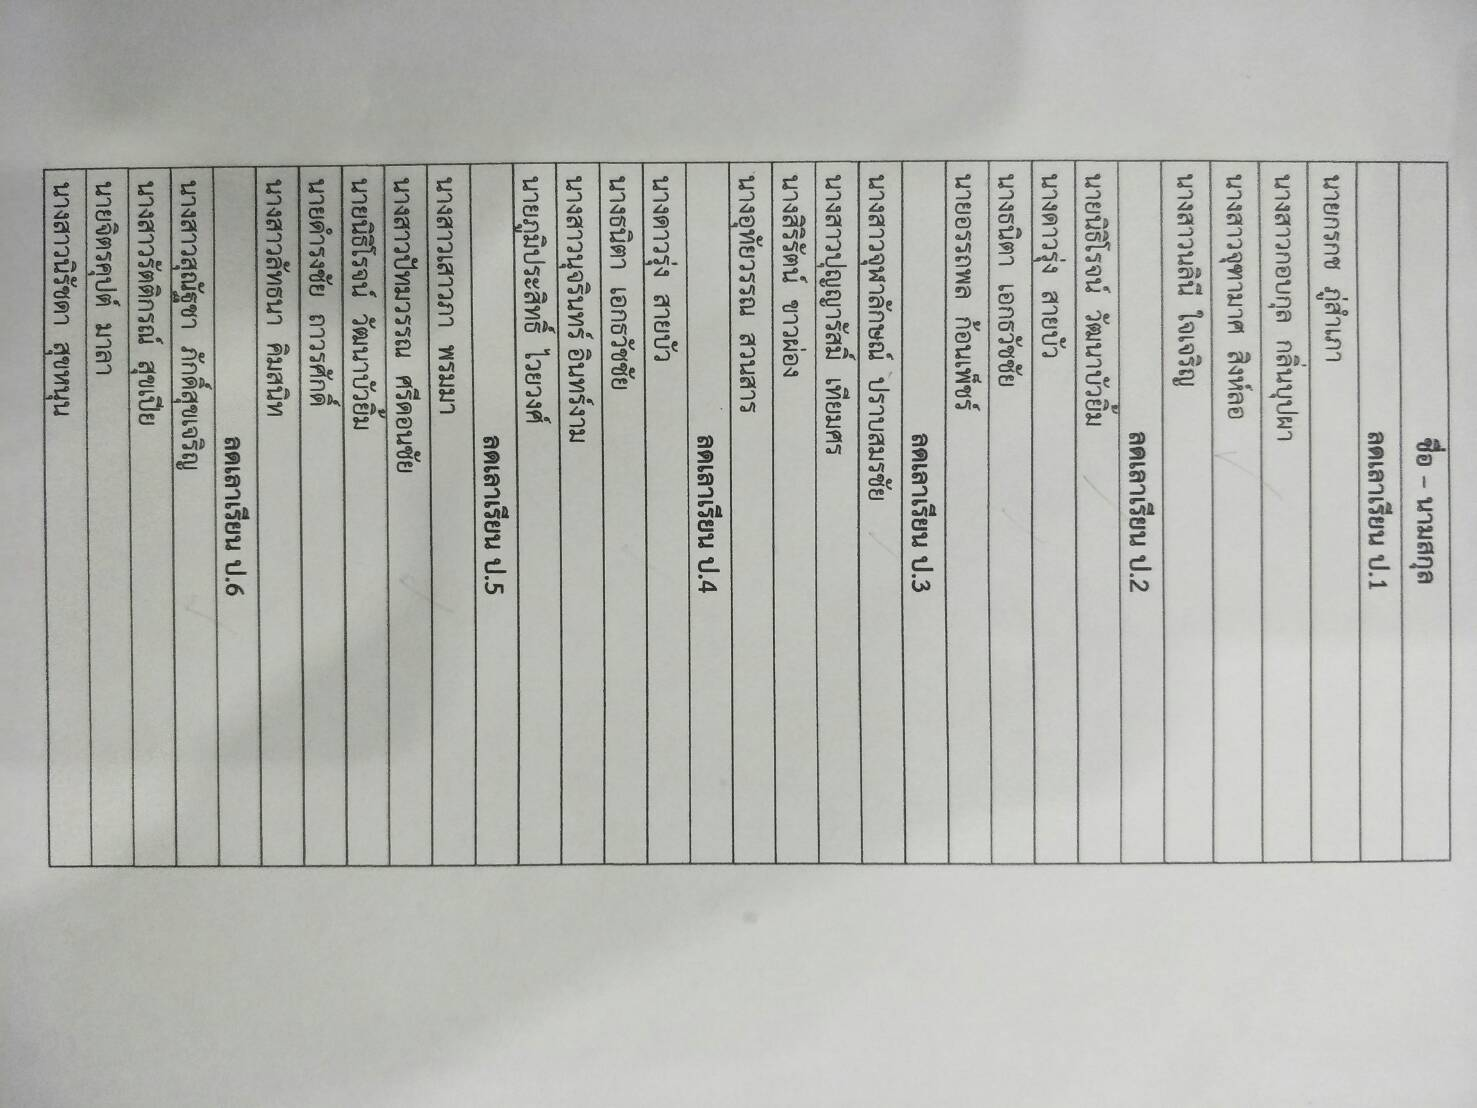 ชื่อ – นามสกุล
ลดเลาเรียน ป.1
นายกรกช ภู่สำเภา
นางสาวกอบกุล กลิ่นบุปผา
นางสาวจุฑามาศ สิงห์ลอ
นางสาวนลินี ใจเจริญ
ลดเลาเรียน ป.2
นายนิธิโรจน์ วัฒนาบัวยิ้ม
นางดาวรุ่ง สายบัว
นางธนิตา เอกธวัชชัย
นายอรรถพล ก้อนเพ็ชร์
ลดเลาเรียน ป.3
นางสาวจุฬาลักษณ์ ปราบสมรชัย
นางสาวปุญญารัสมิ์ เทียมศร
นางสิริรัตน์ ขาวผ่อง
นางอุทัยวรรณ สวนสาร
ลดเลาเรียน ป.4
นางดาวรุ่ง สายบัว
นางธนิตา เอกธวัชชัย
นางสาวนุจรินทร์ อินทร์งาม
นายภูมิประสิทธิ์ ไวยวงศ์
ลดเลาเรียน ป.5
นางสาวเสาวภา พรมมา
นางสาวปัทมาวรรณ ศรีดอนชัย
นายนิธิโรจน์ วัฒนาบัวยิ้ม
นายดำรงชัย ถาวรศักดิ์
นางสาวลัทธนา คิมสนิท
ลดเลาเรียน ป.6
นางสาวสุณัฐชา ภักดิ์สุขเจริญ
นางสาวรัตติกรณ์ สุขเปีย
นายจิตรคุปต์ มาลา
นางสาวนิรัชดา สุขหนุน